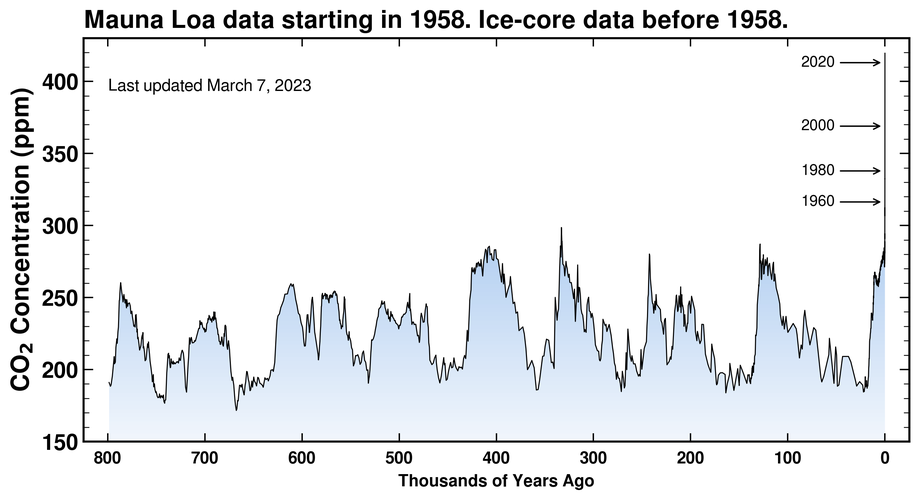 Mauna Loa data starting in 1958. Ice-core data before 1958.
Last updated March 7, 2023
2020
2000
1980
1960
CO₂ Concentration (ppm)
400
350
300
250
200
150
800 700 600 500 400 300 200 100 0
Thousands of Years Ago